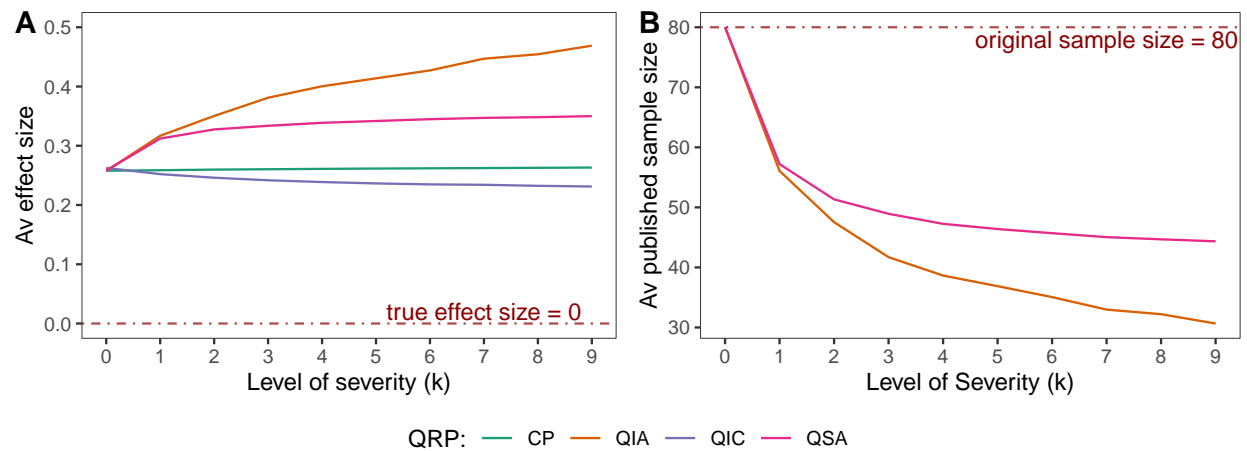 A
Av effect size
0.5
0.4
0.3
0.2
0.1
0.0
true effect size = 0
0 1 2 3 4 5 6 7 8 9
Level of severity (k)
B
Av published sample size
80
70
60
50
40
30
original sample size = 80
0 1 2 3 4 5 6 7 8 9
Level of Severity (k)
QRP: CP QIA QIC QSA